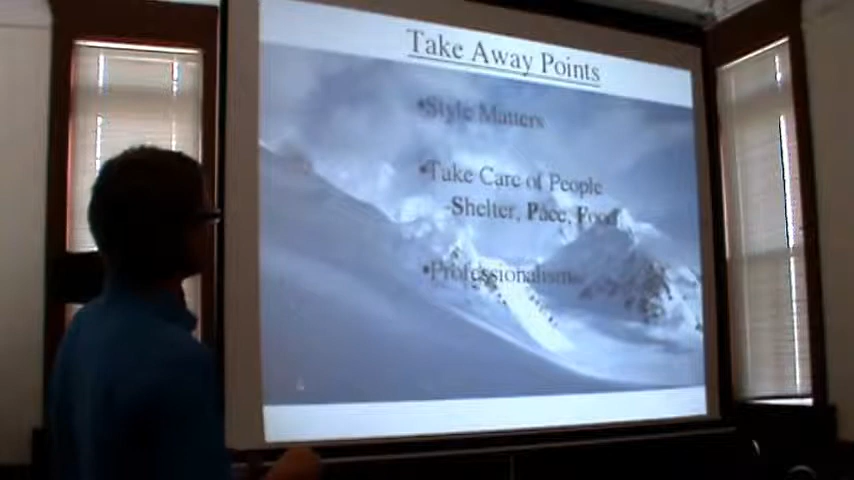 Take Away Points
•Style Matters
•Take Care of People
-Shelter, Pace, Food
•Professionalism